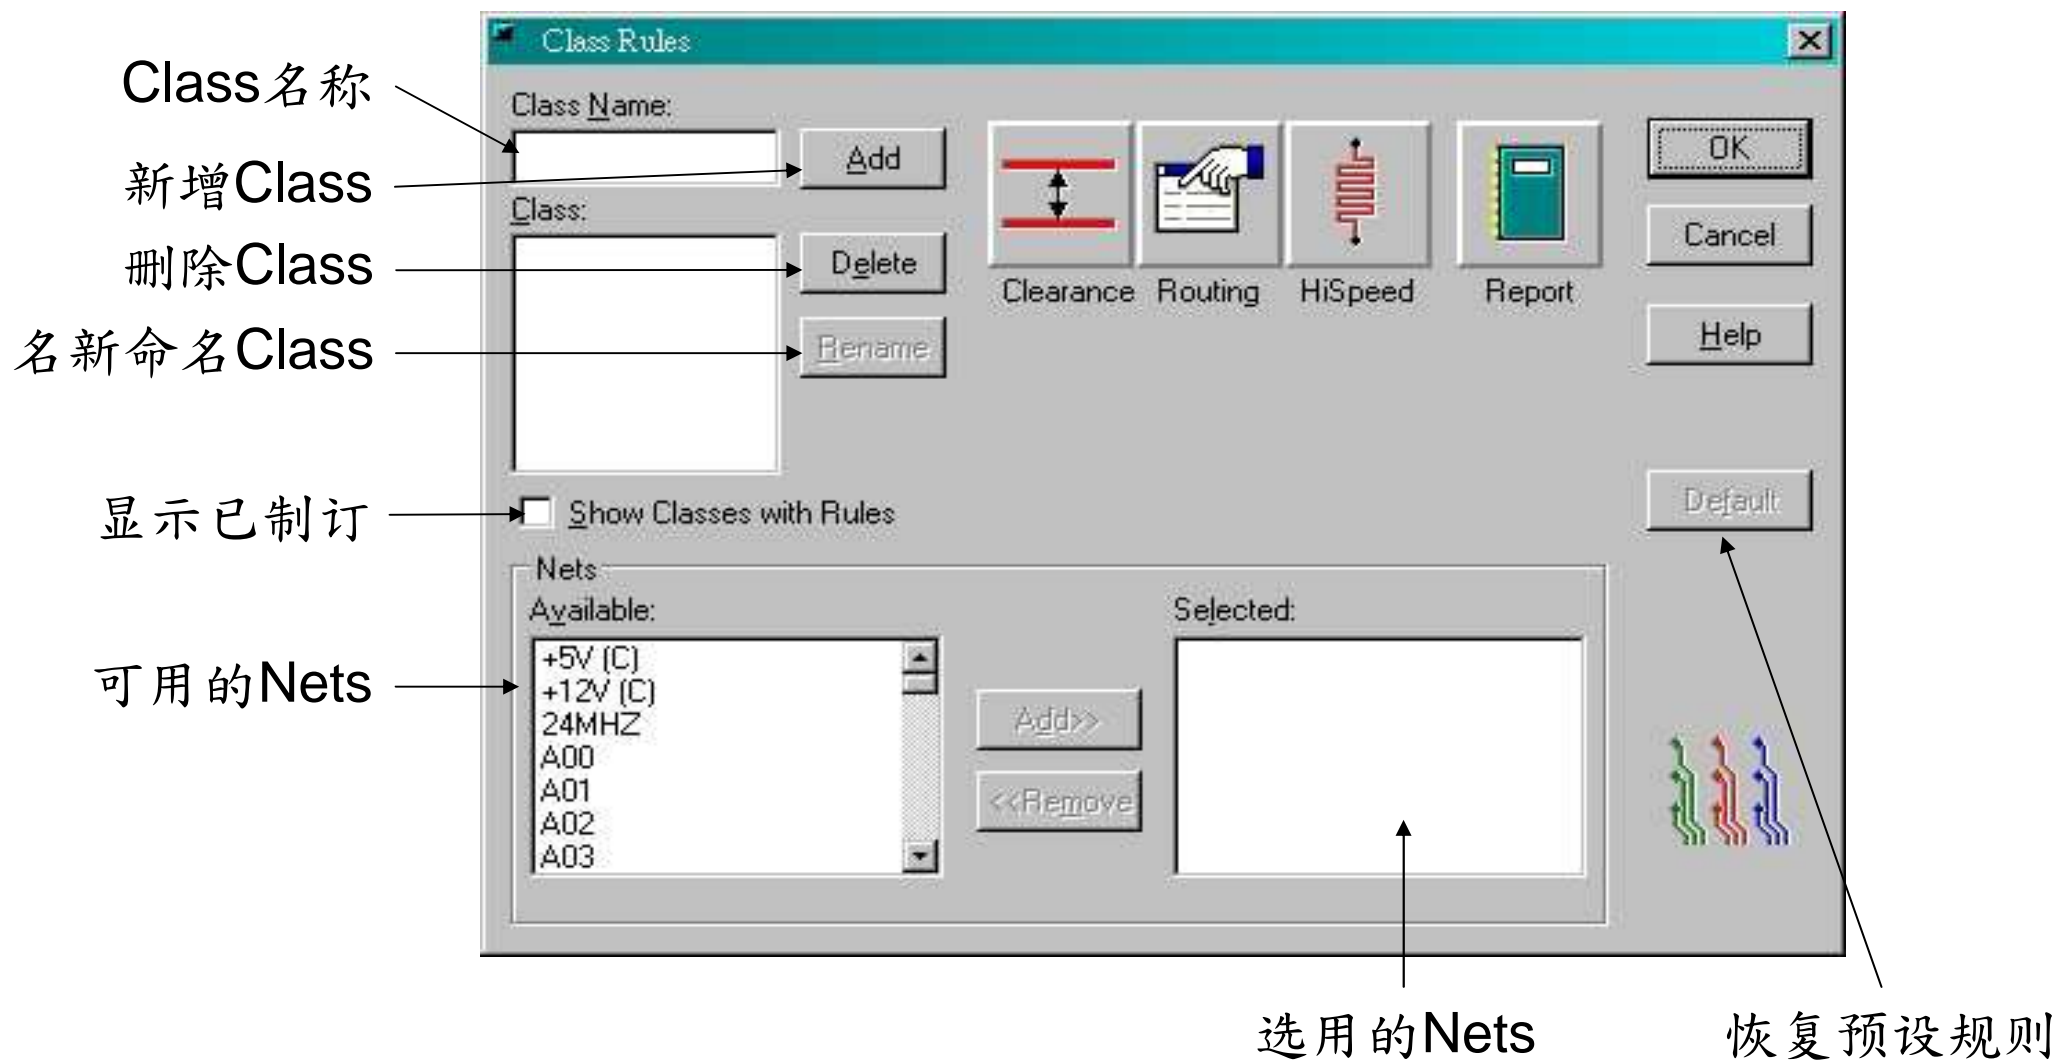 Class Rules
Class名称
Class Name:
新增Class
Add
OK
Class:
Cancel
删除Class
Delete
Clearance
Routing
HiSpeed
Report
名新命名Class
Rename
Help
显示已制订
Show Classes with Rules
Default
Nets
Available:
Selected:
可用的Nets
+5V (C)
+12V (C)
24MHZ
A00
A01
A02
A03
Add>>
<<Remove
选用的Nets
恢复预设规则